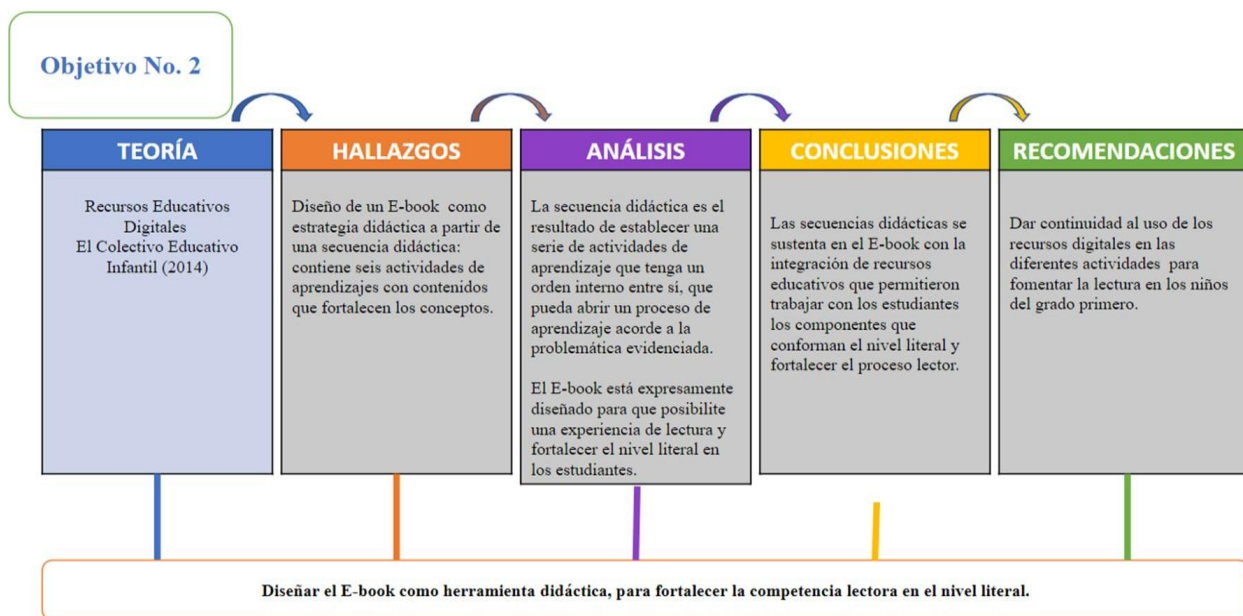 Objetivo No. 2
TEORÍA
Recursos Educativos
Digitales
El Colectivo Educativo
Infantil (2014)
HALLAZGOS
Diseño de un E-book como
estrategia didáctica a partir de
una secuencia didáctica:
contiene seis actividades de
aprendizajes con contenidos
que fortalecen los conceptos.
ANÁLISIS
La secuencia didáctica es el
resultado de establecer una
serie de actividades de
aprendizaje que tenga un
orden interno entre sí, que
pueda abrir un proceso de
aprendizaje acorde a la
problemática evidenciada.
El E-book está expresamente
diseñado para que posibilite
una experiencia de lectura y
fortalecer el nivel literal en
los estudiantes.
CONCLUSIONES
Las secuencias didácticas se
sustenta en el E-book con la
integración de recursos
educativos que permitieron
trabajar con los estudiantes
los componentes que
conforman el nivel literal y
fortalecer el proceso lector.
RECOMENDACIONES
Dar continuidad al uso de los
recursos digitales en las
diferentes actividades para
fomentar la lectura en los niños
del grado primero.
Diseñar el E-book como herramienta didáctica, para fortalecer la competencia lectora en el nivel literal.